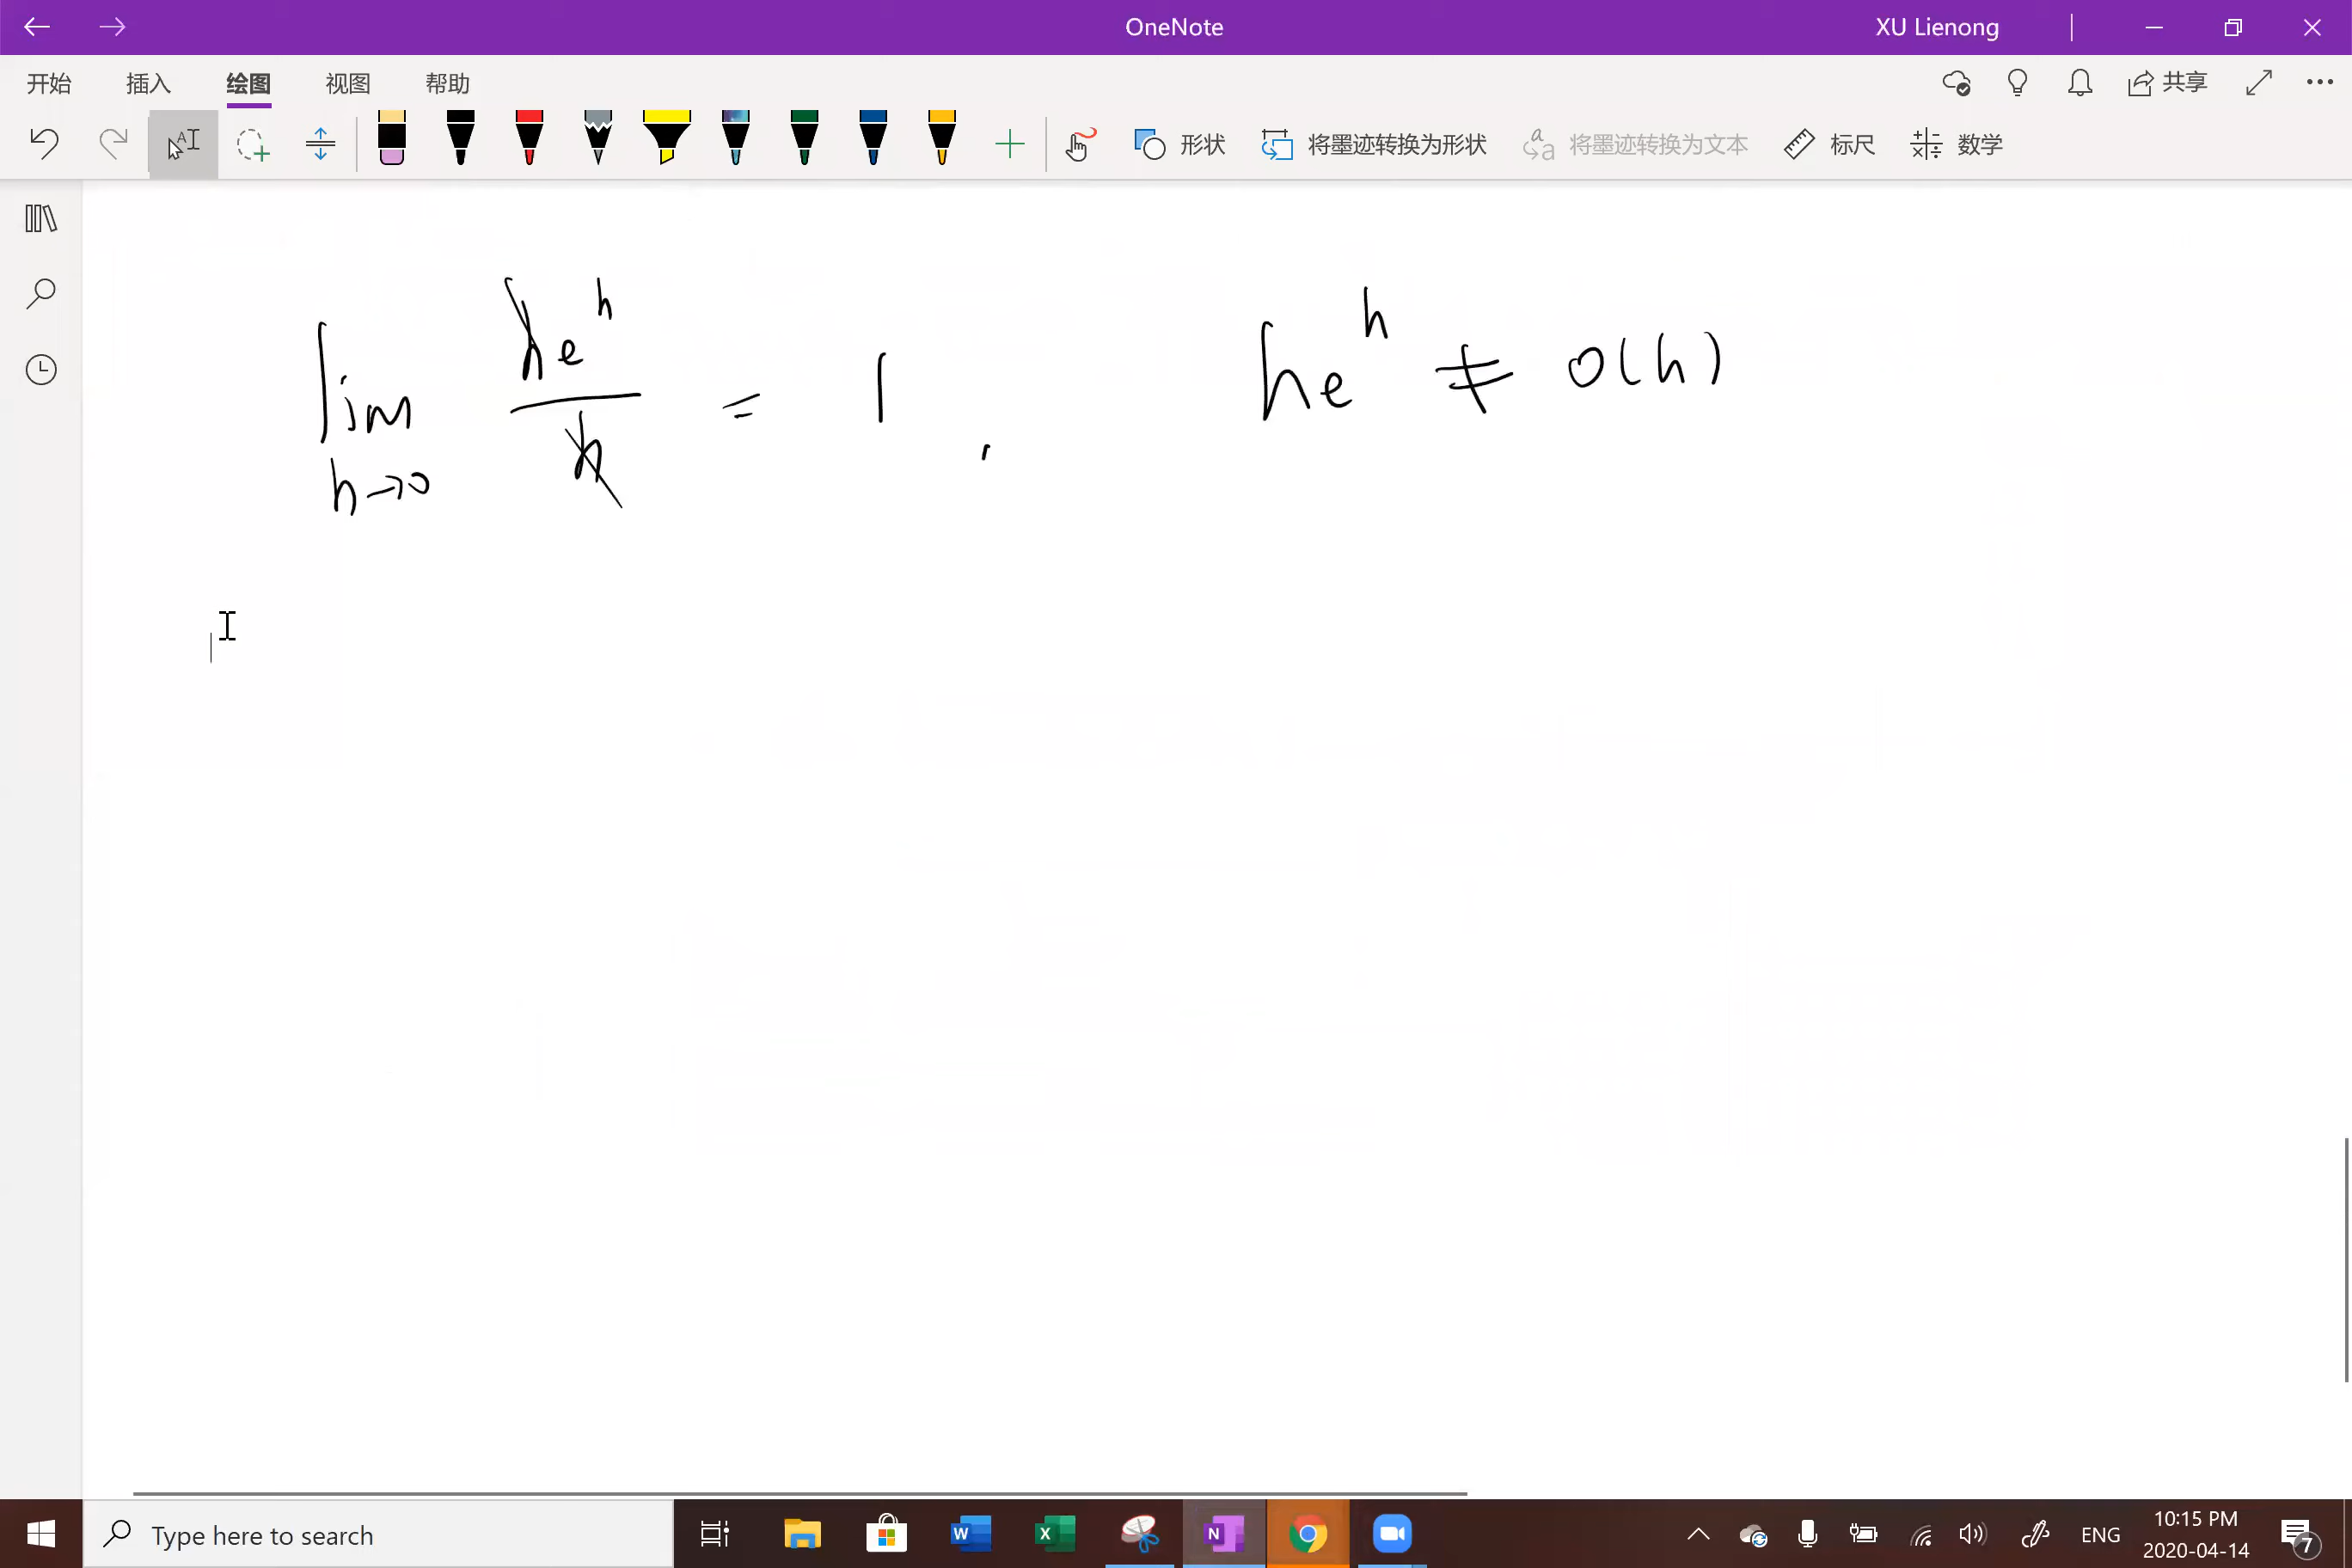 OneNote
XU Lienong
开始 插入 绘图 视图 帮助
共享
形状 将墨迹转换为形状 将墨迹转换为文本 标尺 数学
lim h→0 he^h / h = 1 , he^h ≠ o(h)
Type here to search
ENG
10:15 PM
2020-04-14
7